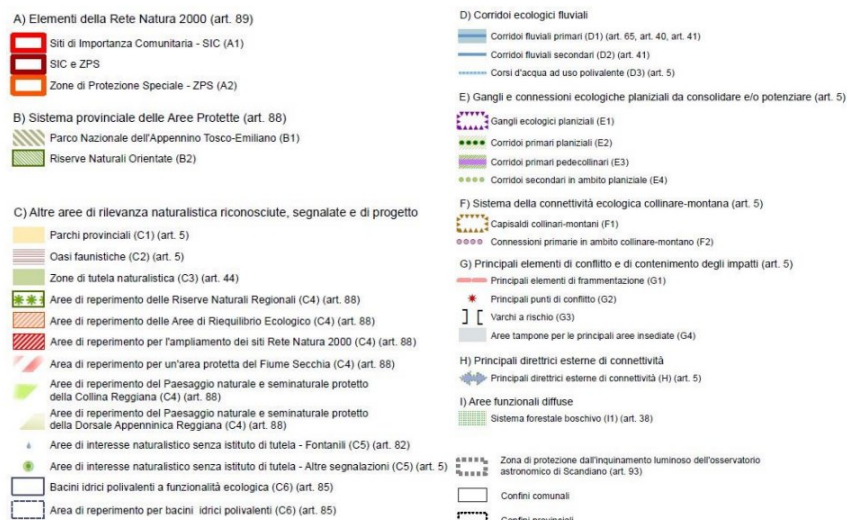 A) Elementi della Rete Natura 2000 (art. 89)
Siti di Importanza Comunitaria - SIC (A1)
SIC e ZPS
Zone di Protezione Speciale - ZPS (A2)
B) Sistema provinciale delle Aree Protette (art. 88)
Parco Nazionale dell'Appennino Tosco-Emiliano (B1)
Riserve Naturali Orientate (B2)
C) Altre aree di rilevanza naturalistica riconosciute, segnalate e di progetto
Parchi provinciali (C1) (art. 5)
Oasi faunistiche (C2) (art. 5)
Zone di tutela naturalistica (C3) (art. 44)
Aree di reperimento delle Riserve Naturali Regionali (C4) (art. 88)
Aree di reperimento delle Aree di Riequilibrio Ecologico (C4) (art. 88)
Aree di reperimento per l'ampliamento dei siti Rete Natura 2000 (C4) (art. 88)
Area di reperimento per un'area protetta del Fiume Secchia (C4) (art. 88)
Aree di reperimento del Paesaggio naturale e seminaturale protetto
della Collina Reggiana (C4) (art. 88)
Aree di reperimento del Paesaggio naturale e seminaturale protetto
della Dorsale Appenninica Reggiana (C4) (art. 88)
Aree di interesse naturalistico senza istituto di tutela - Fontanili (C5) (art. 82)
Aree di interesse naturalistico senza istituto di tutela - Altre segnalazioni (C5) (art. 5)
Bacini idrici polivalenti a funzionalità ecologica (C6) (art. 85)
Area di reperimento per bacini idrici polivalenti (C6) (art. 85)
D) Corridoi ecologici fluviali
Corridoi fluviali primari (D1) (art. 65, art. 40, art. 41)
Corridoi fluviali secondari (D2) (art. 41)
Corsi d'acqua ad uso polivalente (D3) (art. 5)
E) Gangli e connessioni ecologiche planiziali da consolidare e/o potenziare (art. 5)
Gangli ecologici planiziali (E1)
Corridoi primari planiziali (E2)
Corridoi primari pedecollinari (E3)
Corridoi secondari in ambito planiziale (E4)
F) Sistema della connettività ecologica collinare-montana (art. 5)
Capisaldi collinari-montani (F1)
Connessioni primarie in ambito collinare-montano (F2)
G) Principali elementi di conflitto e di contenimento degli impatti (art. 5)
Principali elementi di frammentazione (G1)
Principali punti di conflitto (G2)
Varchi a rischio (G3)
Aree tampone per le principali aree insediate (G4)
H) Principali direttrici esterne di connettività
Principali direttrici esterne di connettività (H) (art. 5)
I) Aree funzionali diffuse
Sistema forestale boschivo (I1) (art. 38)
Zona di protezione dall'inquinamento luminoso dell'osservatorio
astronomico di Scandiano (art. 93)
Confini comunali
Confini provinciali